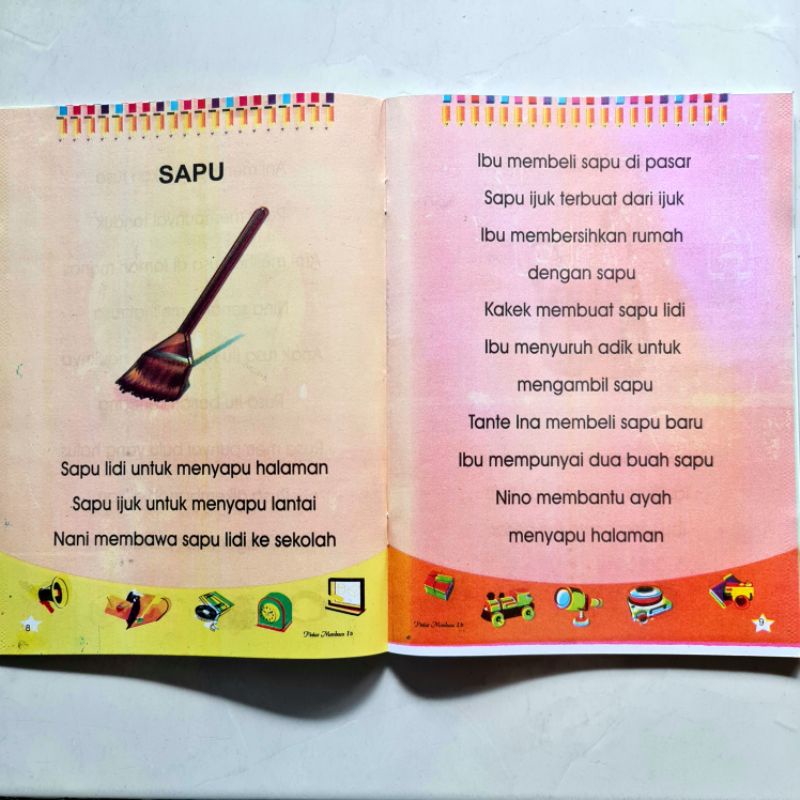 SAPU
Sapu lidi untuk menyapu halaman
Sapu ijuk untuk menyapu lantai
Nani membawa sapu lidi ke sekolah
8
Ibu membeli sapu di pasar
Sapu ijuk terbuat dari ijuk
Ibu membersihkan rumah
dengan sapu
Kakek membuat sapu lidi
Ibu menyuruh adik untuk
mengambil sapu
Tante Ina membeli sapu baru
Ibu mempunyai dua buah sapu
Nino membantu ayah
menyapu halaman
9